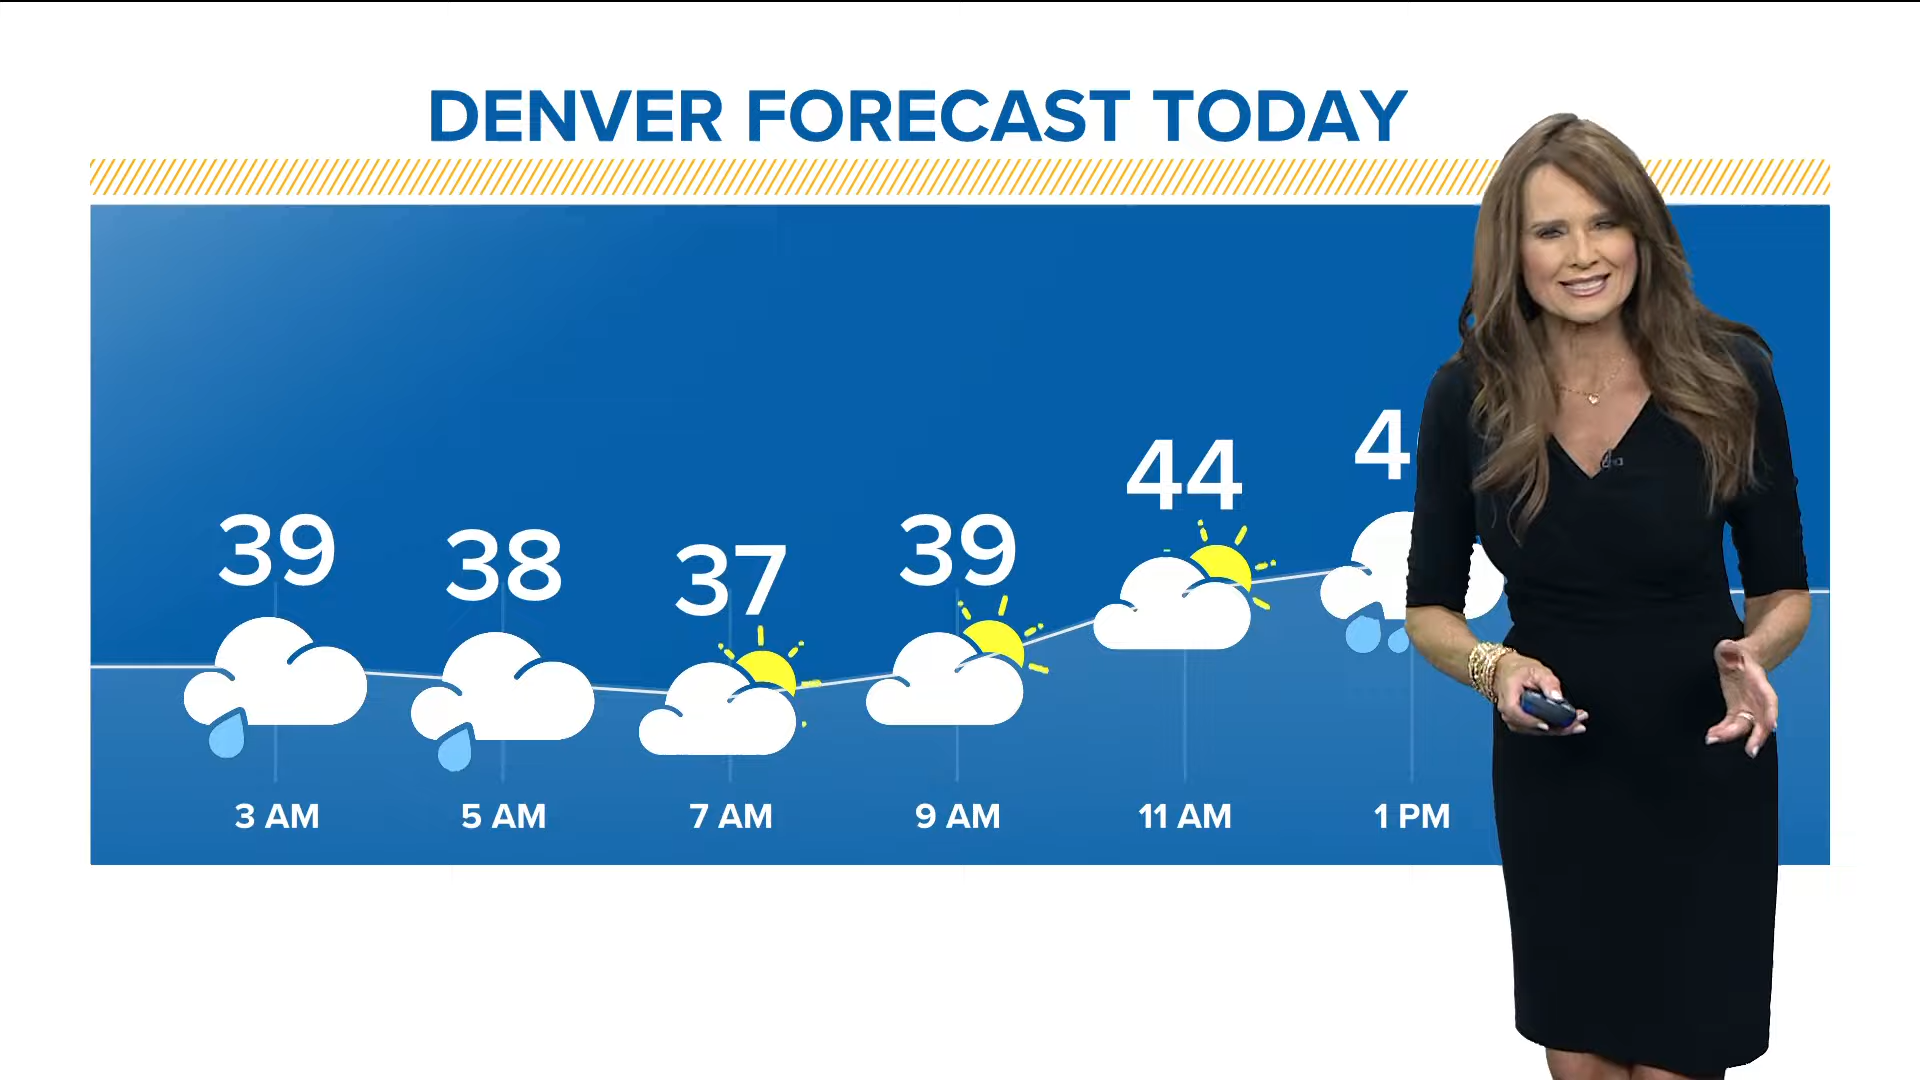 DENVER FORECAST TODAY
39 38 37 39 44
3 AM 5 AM 7 AM 9 AM 11 AM 1 PM